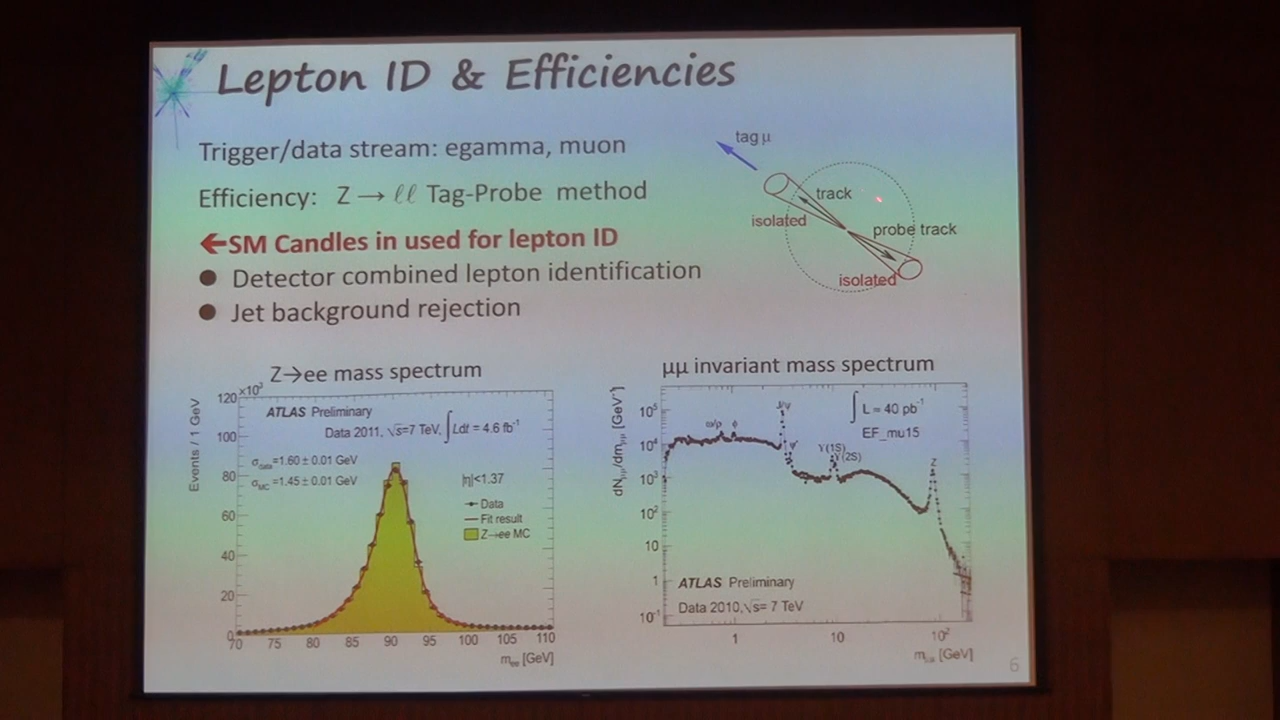 Lepton ID & Efficiencies
Trigger/data stream: egamma, muon
Efficiency: Z → ℓℓ Tag-Probe method
←SM Candles in used for lepton ID
● Detector combined lepton identification
● Jet background rejection
tag μ
track
isolated
probe track
isolated
Z→ee mass spectrum
×10³
Events / 1 GeV
120
100
80
60
40
20
0
ATLAS Preliminary
Data 2011, √s=7 TeV, ∫Ldt = 4.6 fb⁻¹
σ_data=1.60 ± 0.01 GeV
σ_MC=1.45 ± 0.01 GeV
|η|<1.37
Data
Fit result
Z→ee MC
70 75 80 85 90 95 100 105 110
m_ee [GeV]
μμ invariant mass spectrum
dN_μμ/dm_μμ [GeV⁻¹]
10⁵
10⁴
10³
10²
10
1
10⁻¹
ω/ρ
φ
J/ψ
ψ'
Υ(1S)
Υ(2S)
Z
∫ L = 40 pb⁻¹
EF_mu15
ATLAS Preliminary
Data 2010, √s= 7 TeV
1 10 10²
m_μμ [GeV]
6